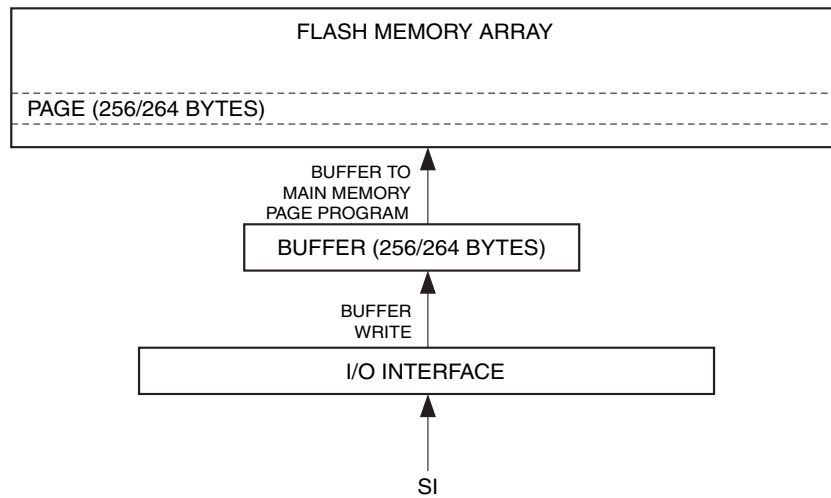 FLASH MEMORY ARRAY
PAGE (256/264 BYTES)
BUFFER TO
MAIN MEMORY
PAGE PROGRAM
BUFFER (256/264 BYTES)
BUFFER
WRITE
I/O INTERFACE
SI